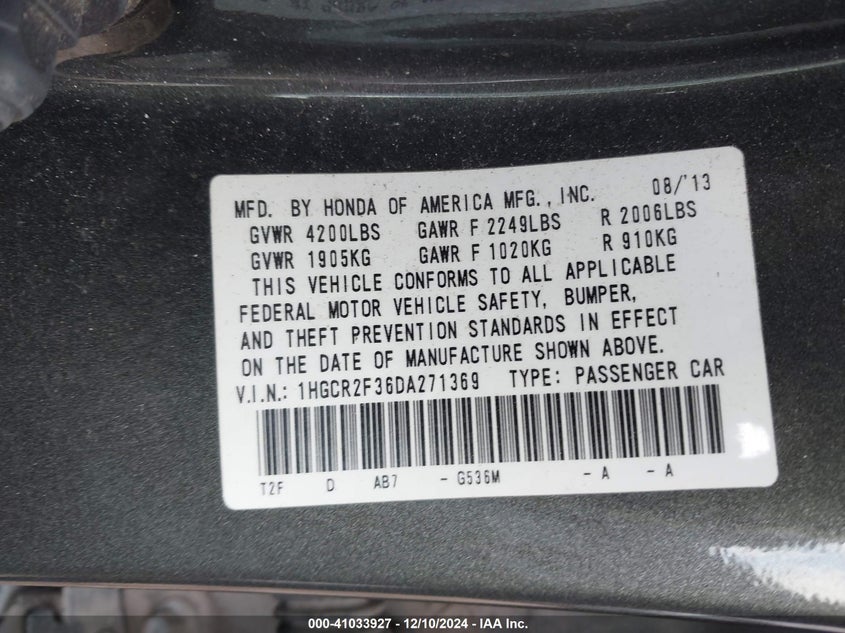 MFD. BY HONDA OF AMERICA MFG., INC. 08/'13
GVWR 4200LBS GAWR F 2249LBS R 2006LBS
GVWR 1905KG GAWR F 1020KG R 910KG
THIS VEHICLE CONFORMS TO ALL APPLICABLE
FEDERAL MOTOR VEHICLE SAFETY, BUMPER,
AND THEFT PREVENTION STANDARDS IN EFFECT
ON THE DATE OF MANUFACTURE SHOWN ABOVE.
V.I.N.: 1HGCR2F36DA271369 TYPE: PASSENGER CAR
T2F D AB7 - G536M - A - A
000-41033927 - 12/10/2024 - IAA Inc.